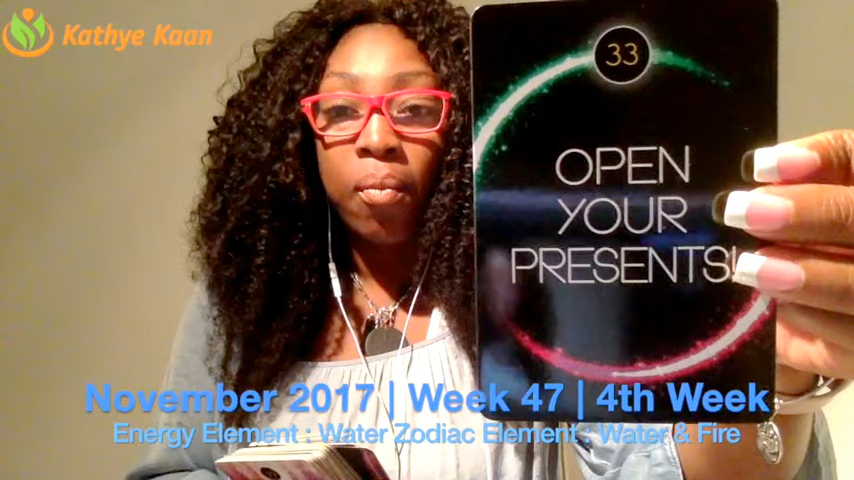 Kathye Kaan
33
OPEN
YOUR
PRESENTS!
November 2017 | Week 47 | 4th Week
Energy Element : Water Zodiac Element : Water & Fire